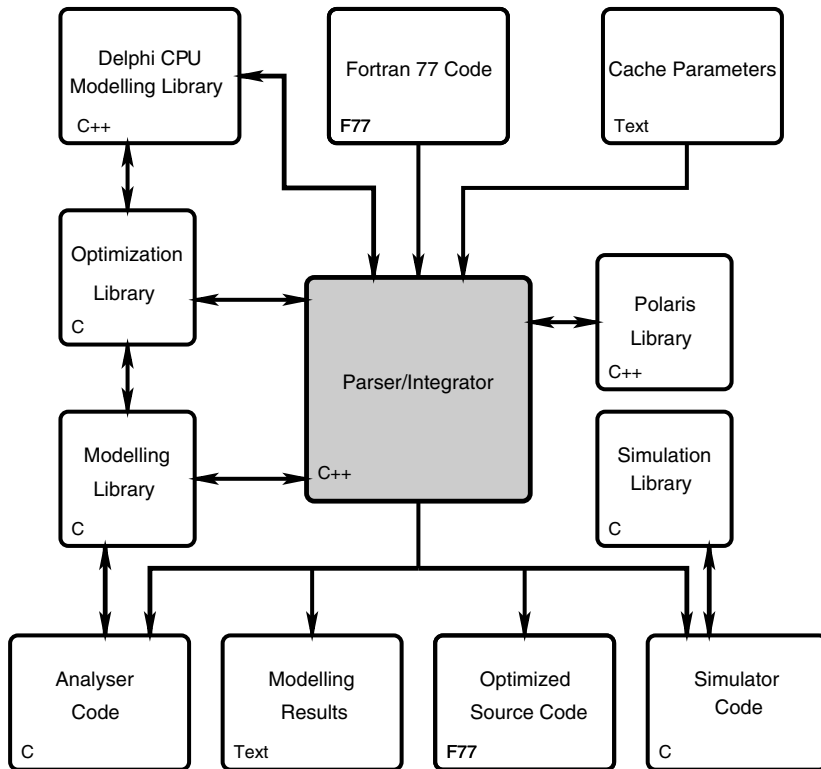 Delphi CPU
Modelling Library
C++
Fortran 77 Code
F77
Cache Parameters
Text
Optimization
Library
C
Parser/Integrator
C++
Polaris
Library
C++
Modelling
Library
C
Simulation
Library
C
Analyser
Code
C
Modelling
Results
Text
Optimized
Source Code
F77
Simulator
Code
C